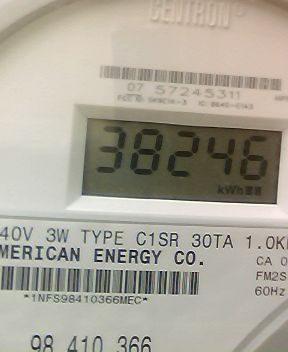 CENTRON®
07 57245311
38246
kWh
40V 3W TYPE C1SR 30TA 1.0K
MERICAN ENERGY CO.
CA 0
FM2S
60Hz
*1NFS98410366MEC*
98 410 366